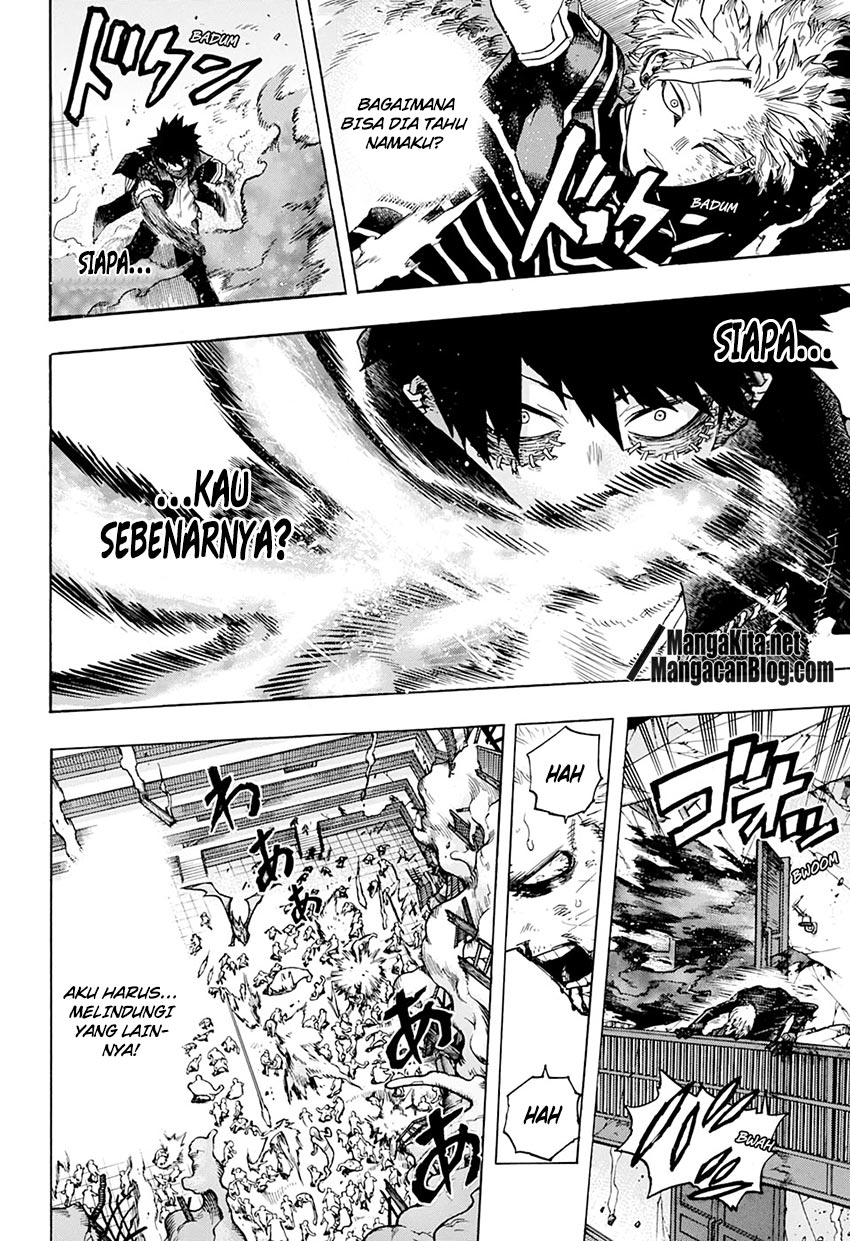 ドクン
BADUM
BAGAIMANA
BISA DIA TAHU
NAMAKU?
ドクン
BADUM
SIAPA...
SIAPA...
...KAU
SEBENARNYA?
MangaKita.net
MangacanBlog.com
ゴオッ
BWOOM
BWAH
HAH
HAH
わあ
ああ
あぁ
AKU HARUS...
MELINDUNGI
YANG LAIN-
NYA!